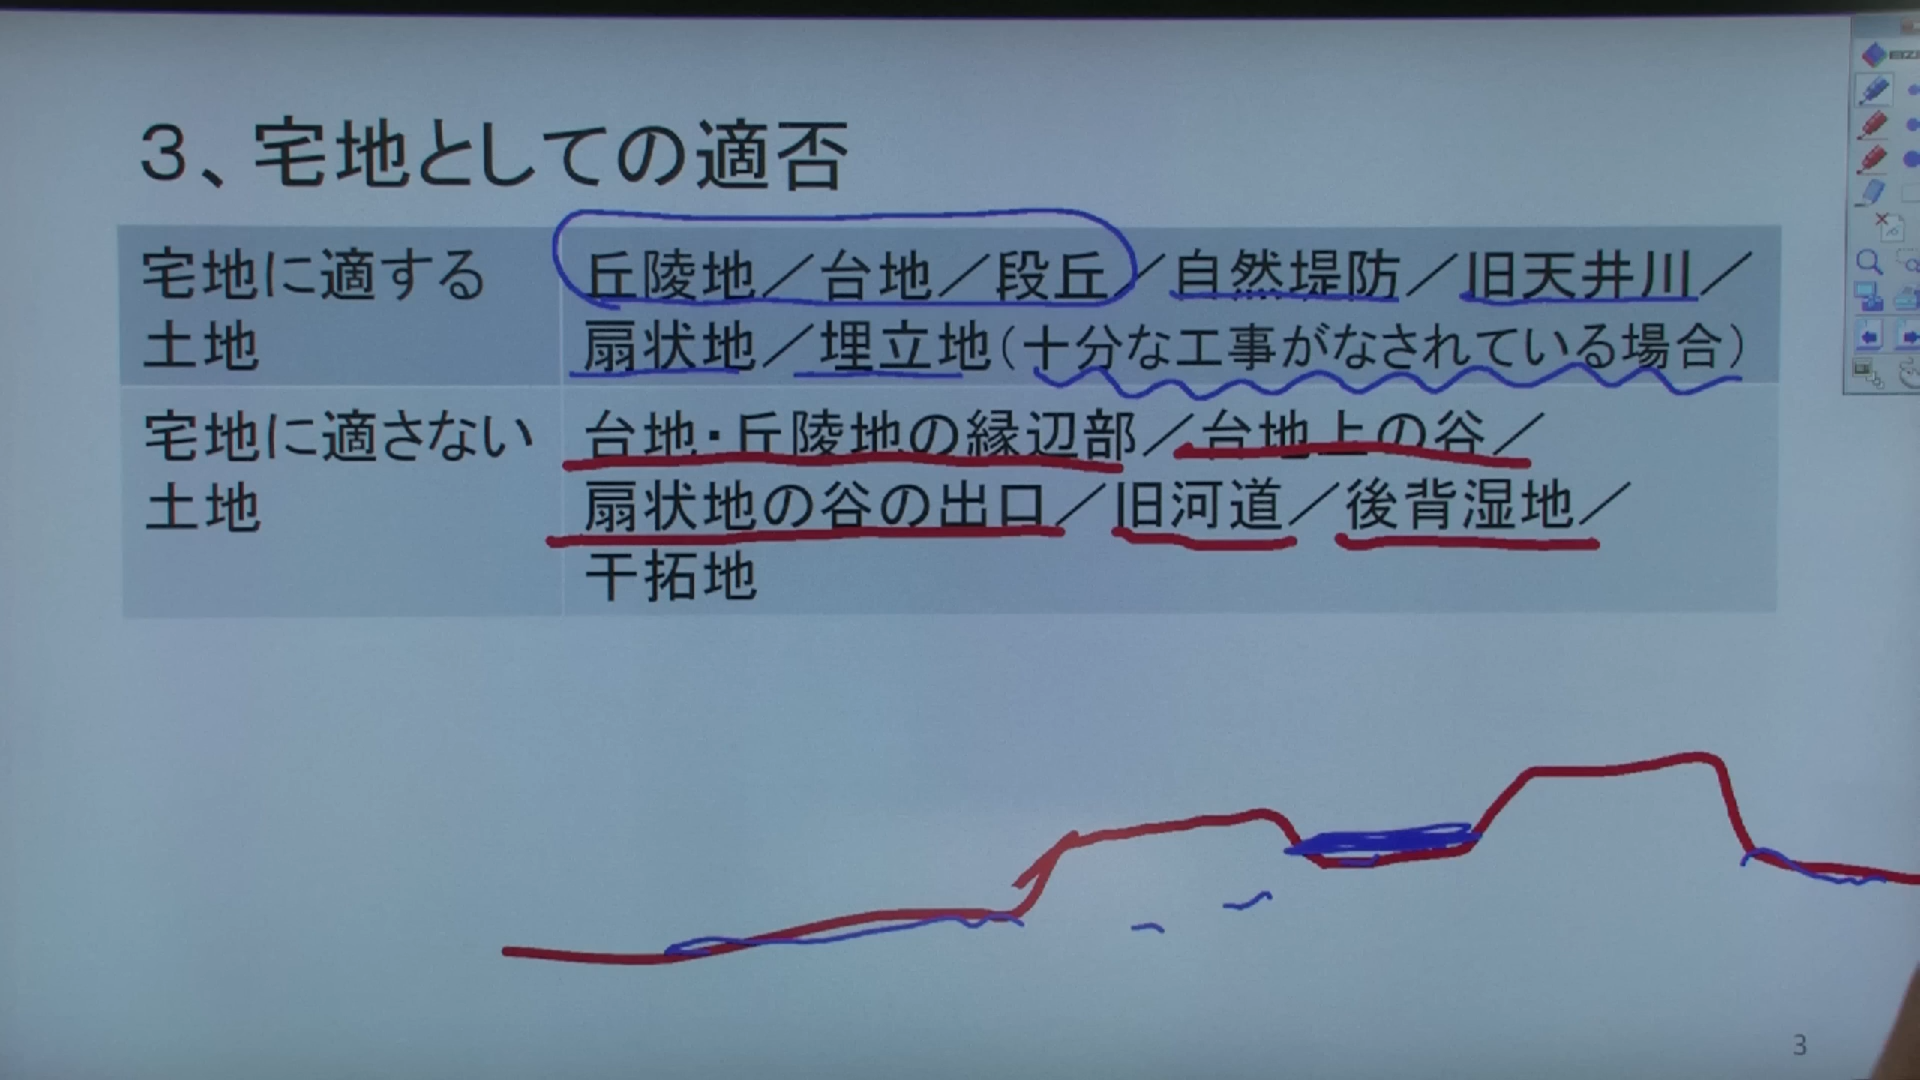 ３、宅地としての適否
宅地に適する
土地
丘陵地／台地／段丘／自然堤防／旧天井川／
扇状地／埋立地（十分な工事がなされている場合）
宅地に適さない
土地
台地・丘陵地の縁辺部／台地上の谷／
扇状地の谷の出口／旧河道／後背湿地／
干拓地
3